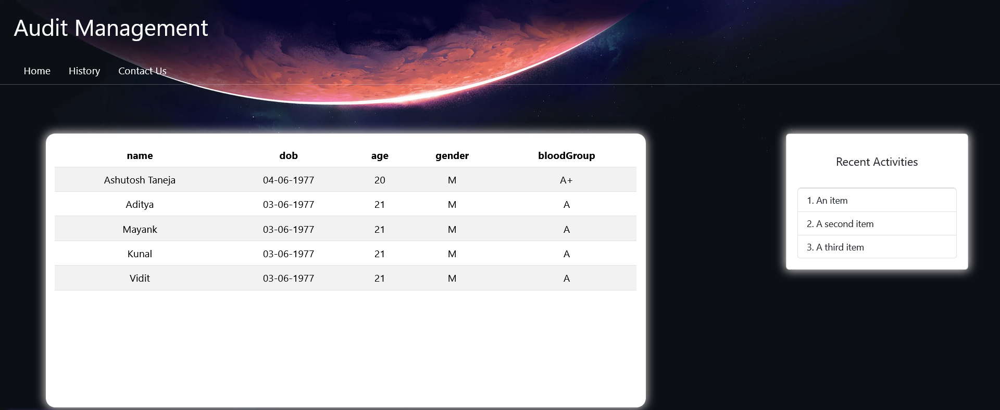 Audit Management
Home History Contact Us
name dob age gender bloodGroup
Ashutosh Taneja 04-06-1977 20 M A+
Aditya 03-06-1977 21 M A
Mayank 03-06-1977 21 M A
Kunal 03-06-1977 21 M A
Vidit 03-06-1977 21 M A
Recent Activities
1. An item
2. A second item
3. A third item